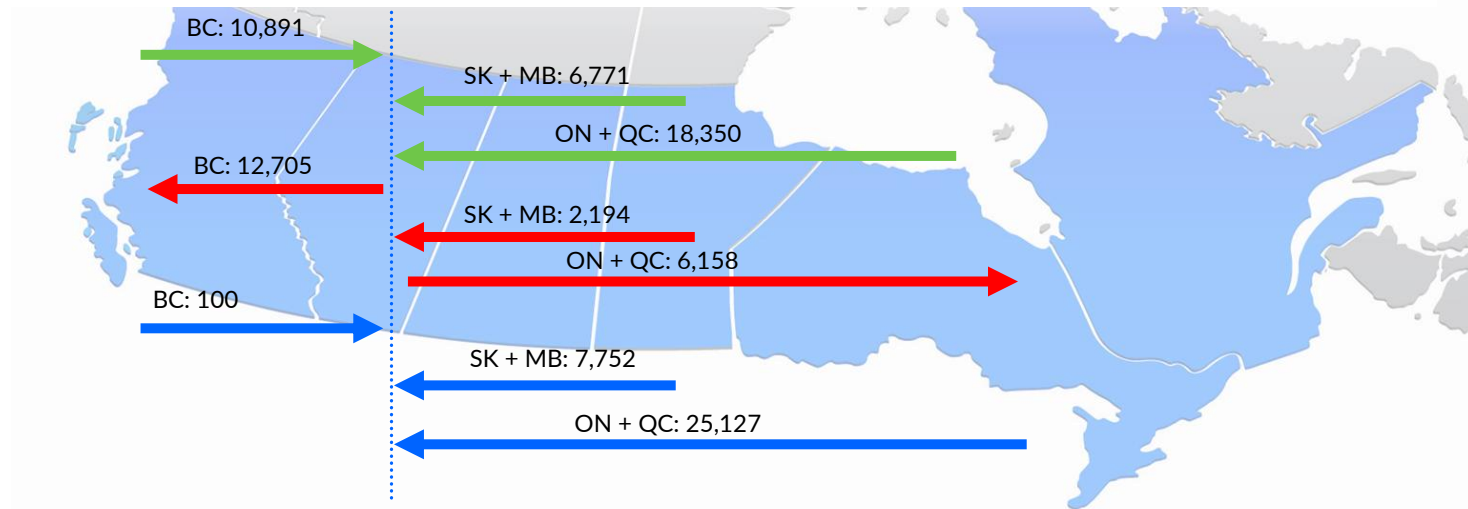 BC: 10,891
SK + MB: 6,771
ON + QC: 18,350
BC: 12,705
SK + MB: 2,194
ON + QC: 6,158
BC: 100
SK + MB: 7,752
ON + QC: 25,127